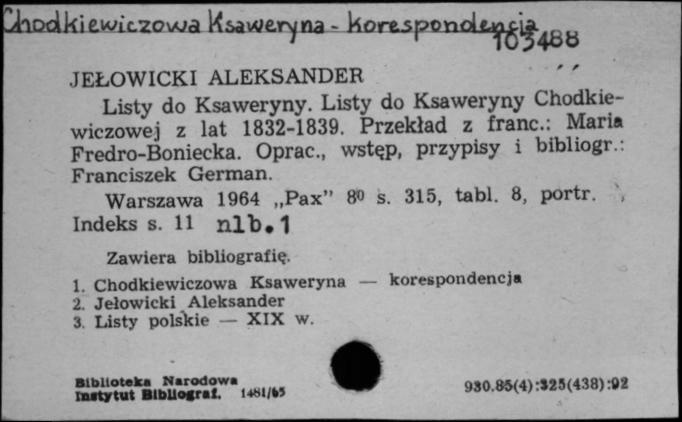 Chodkiewiczowa Ksaweryna - korespondencja
103488
JEŁOWICKI ALEKSANDER
Listy do Ksaweryny. Listy do Ksaweryny Chodkie-
wiczowej z lat 1832-1839. Przekład z franc.: Maria
Fredro-Boniecka. Oprac., wstęp, przypisy i bibliogr.:
Franciszek German.
Warszawa 1964 „Pax” 8⁰ s. 315, tabl. 8, portr.
Indeks s. 11 nlb. 1
Zawiera bibliografię.
1. Chodkiewiczowa Ksaweryna — korespondencja
2. Jełowicki Aleksander
3. Listy polskie — XIX w.
Biblioteka Narodowa
Instytut Bibliograf. 1481/65
930.85(4):325(438):92